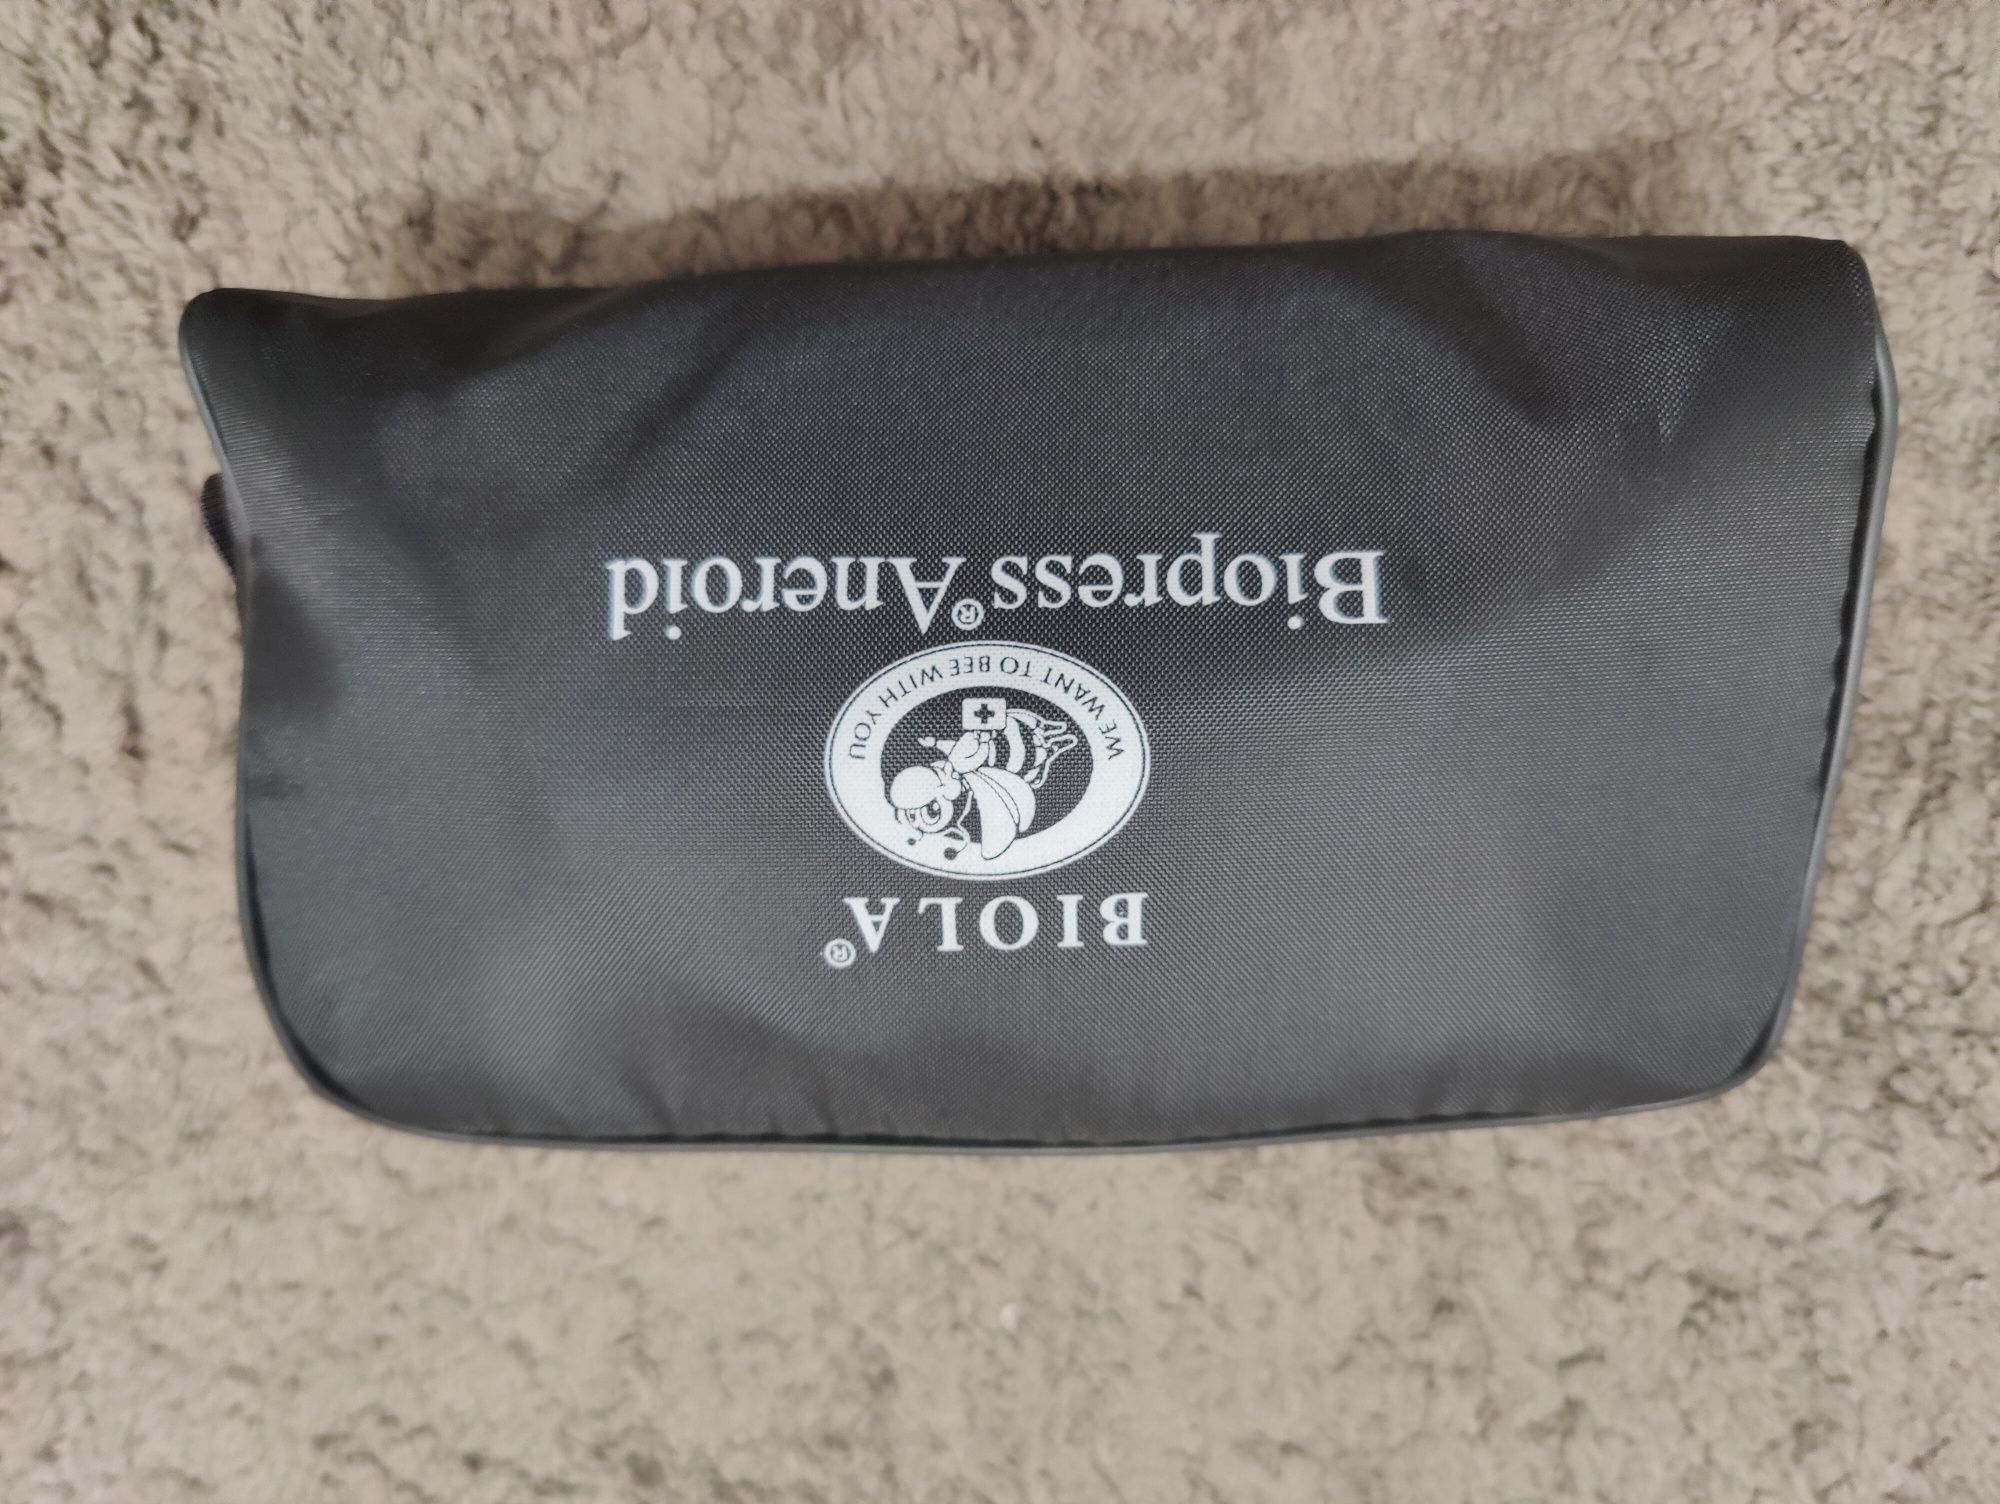 BIOLA®
WE WANT TO BEE WITH YOU
Biopress® Aneroid